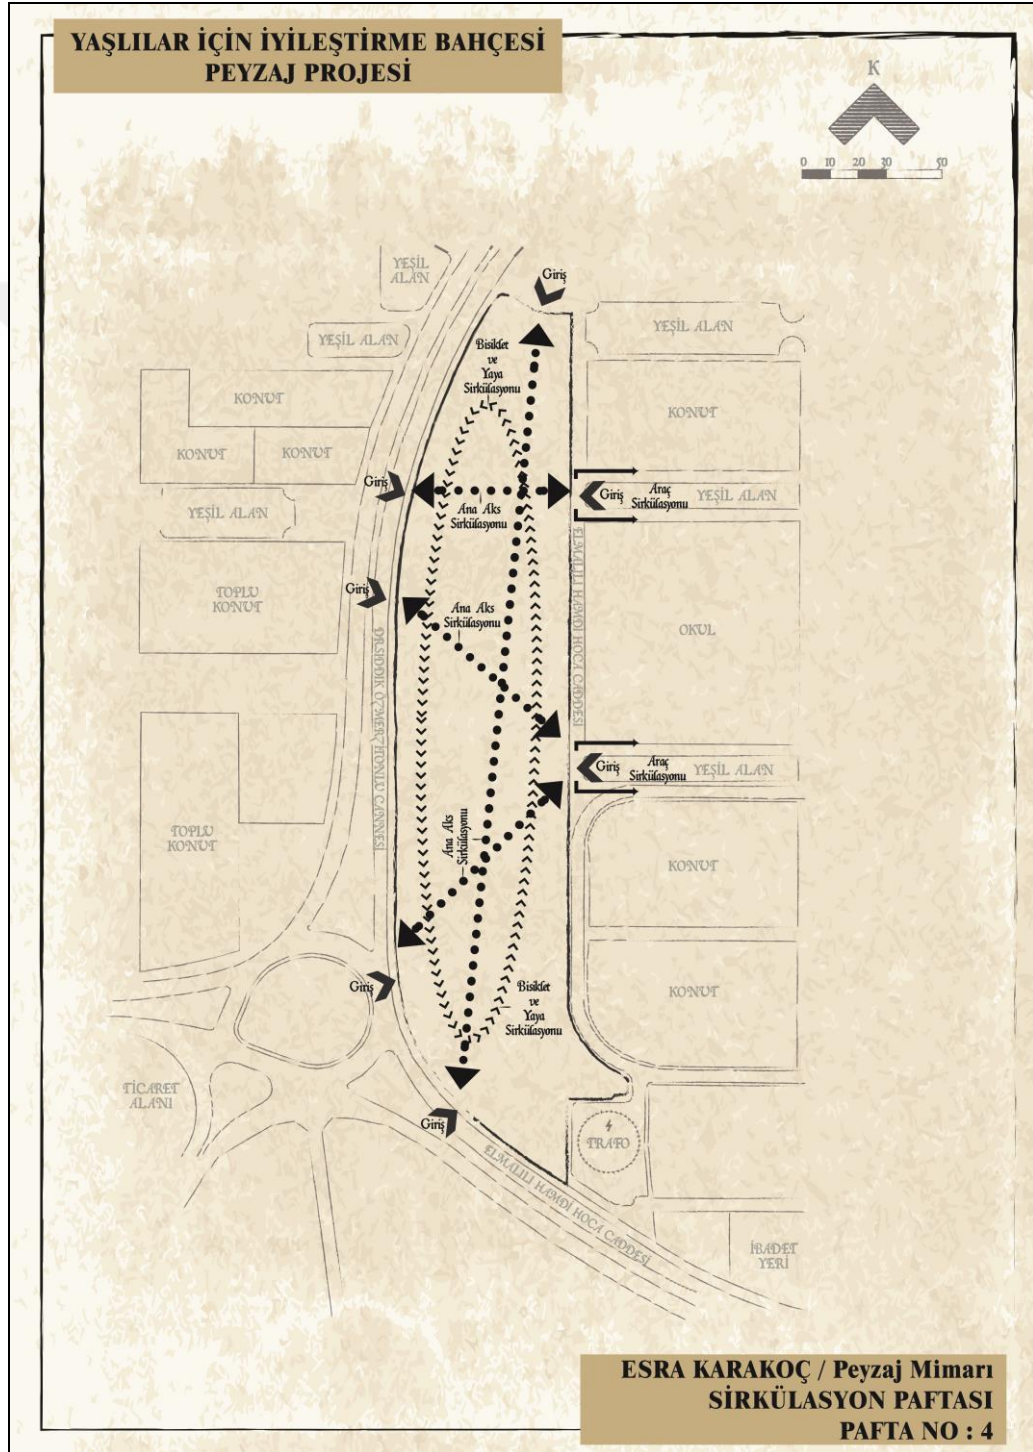 YAŞLILAR İÇİN İYİLEŞTİRME BAHÇESİ
PEYZAJ PROJESİ
K
0 10 20 30 50
YEŞİL
ALAN
Giriş
YEŞİL ALAN
YEŞİL ALAN
Bisiklet
ve
Yaya
Sirkülasyonu
KONUT
KONUT
KONUT
KONUT
Giriş
Ana Aks
Sirkülasyonu
Giriş
Araç
Sirkülasyonu
YEŞİL ALAN
YEŞİL ALAN
ELMALILI HAMDİ HOCA CADDESİ
TOPLU
KONUT
Giriş
Ana Aks
Sirkülasyonu
OKUL
Giriş
Araç
Sirkülasyonu
YEŞİL ALAN
TOPLU
KONUT
Ana Aks
Sirkülasyonu
KONUT
Giriş
Bisiklet
ve
Yaya
Sirkülasyonu
KONUT
TİCARET
ALANI
Giriş
TRAFO
ELMALILI HAMDİ HOCA CADDESİ
İBADET
YERİ
ESRA KARAKOÇ / Peyzaj Mimarı
SİRKÜLASYON PAFTASI
PAFTA NO : 4